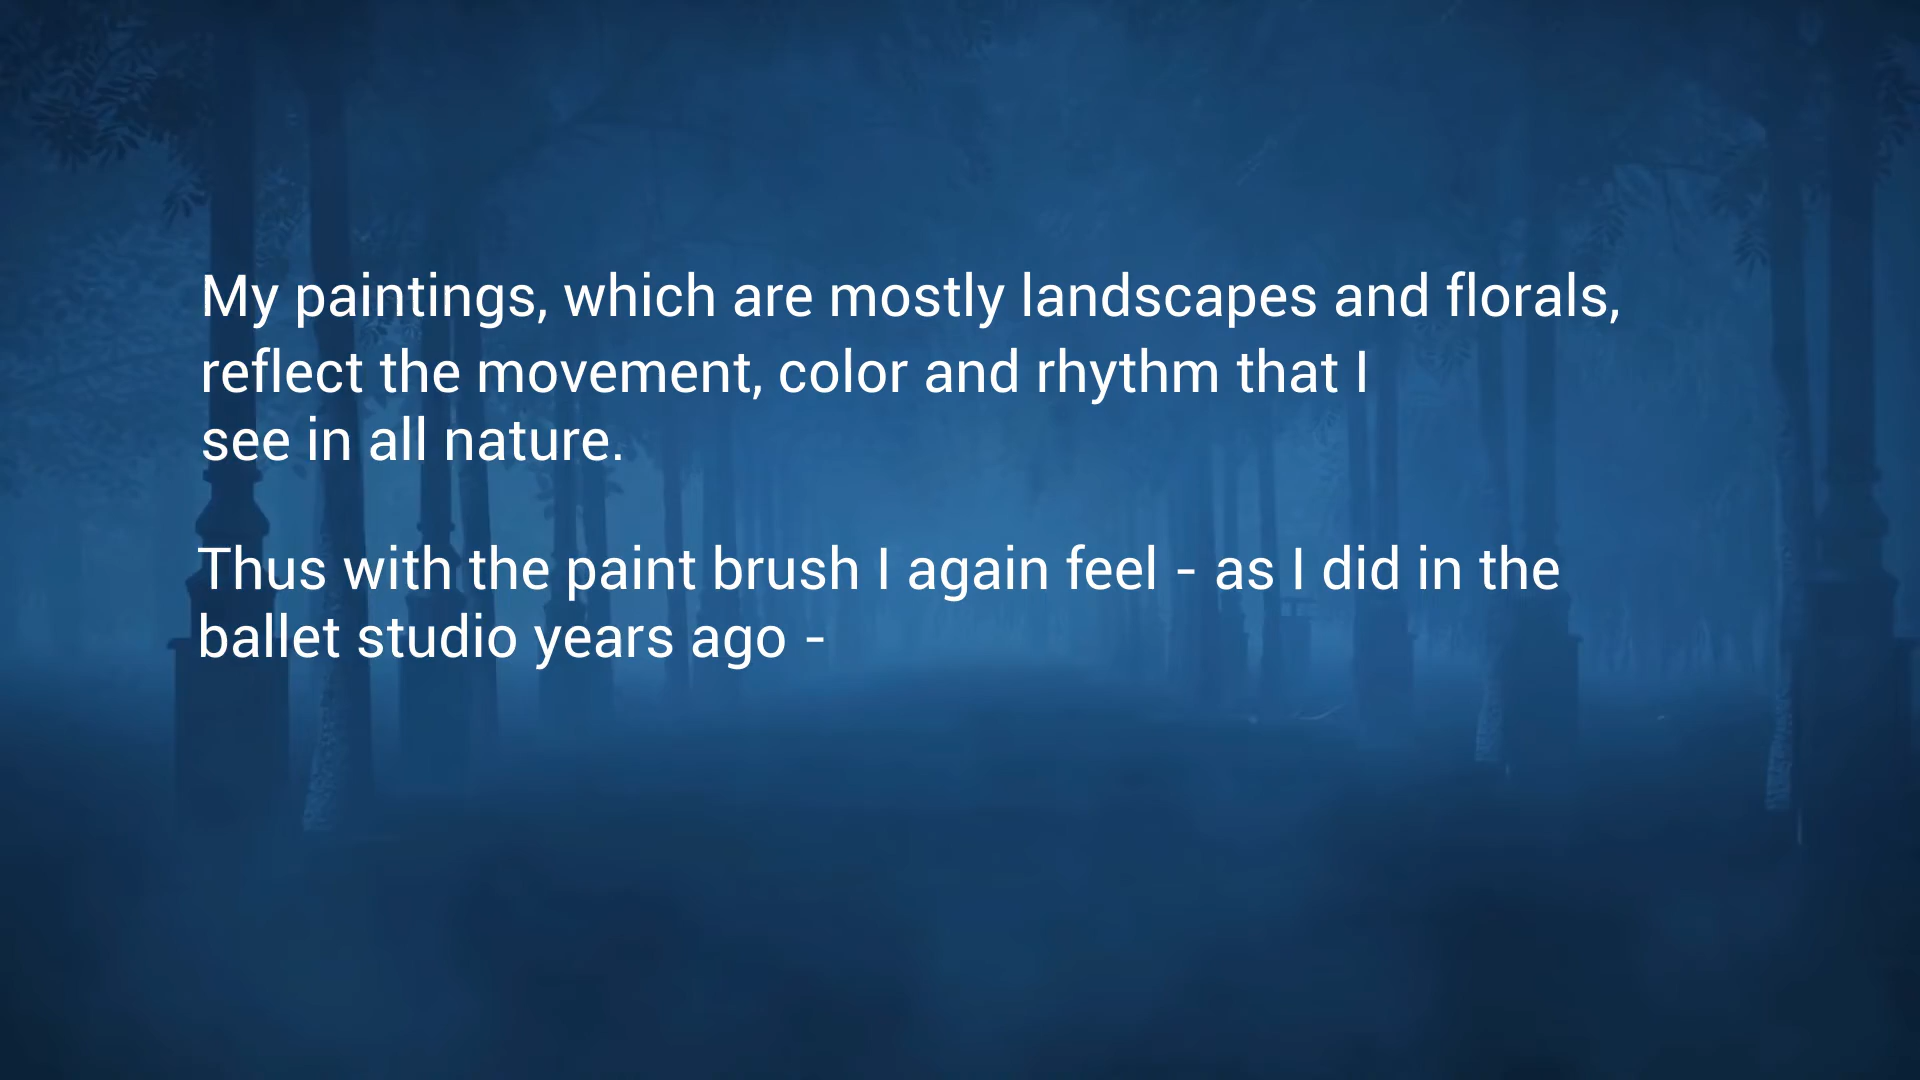 My paintings, which are mostly landscapes and florals,
reflect the movement, color and rhythm that I
see in all nature.
Thus with the paint brush I again feel - as I did in the
ballet studio years ago -